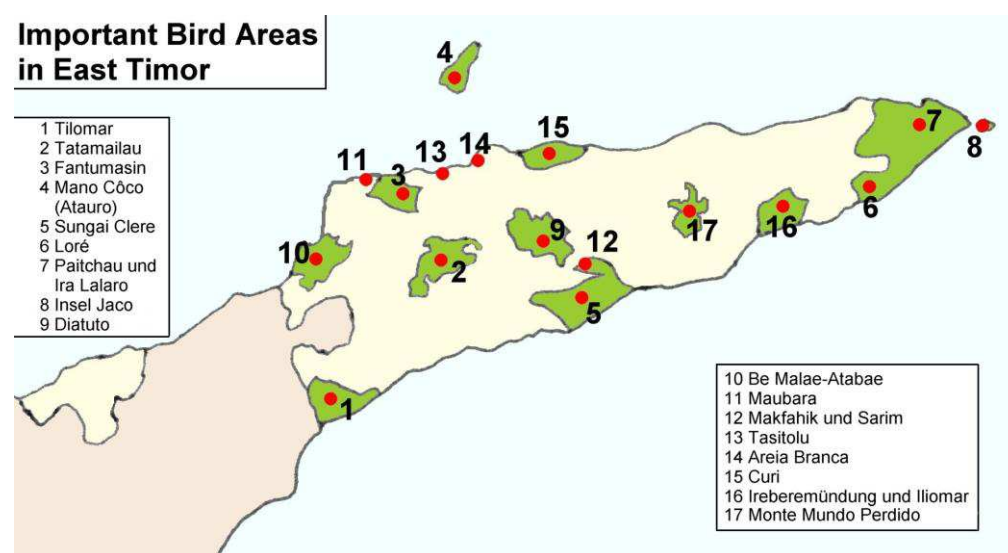 Important Bird Areas
in East Timor
1 Tilomar
2 Tatamailau
3 Fantumasin
4 Mano Côco
(Atauro)
5 Sungai Clere
6 Loré
7 Paitchau und
Ira Lalaro
8 Insel Jaco
9 Diatuto
4
15
14
13
11
3
7
8
6
16
17
9
12
10
2
5
1
10 Be Malae-Atabae
11 Maubara
12 Makfahik und Sarim
13 Tasitolu
14 Areia Branca
15 Curi
16 Ireberemündung und Iliomar
17 Monte Mundo Perdido